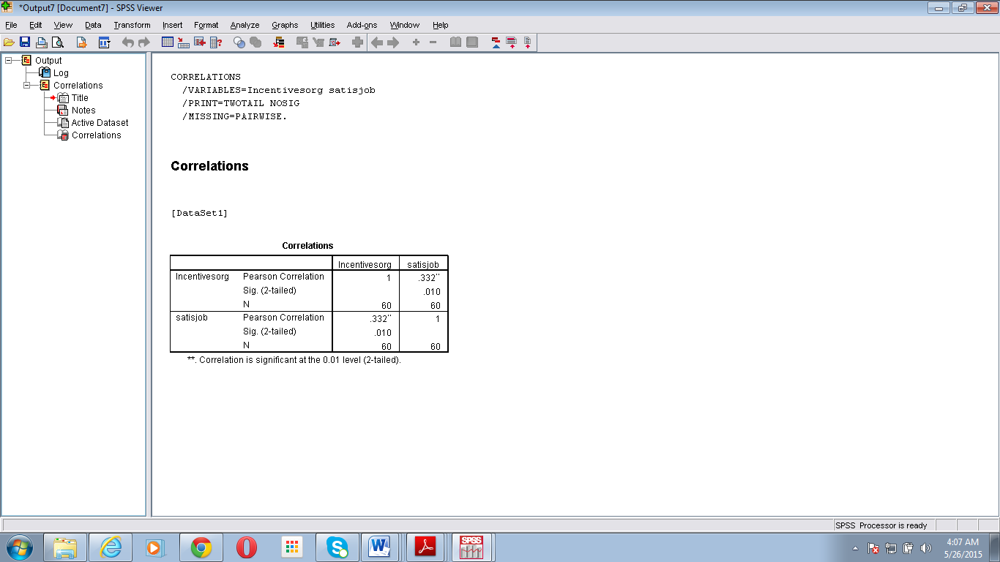 *Output7 [Document7] - SPSS Viewer
File Edit View Data Transform Insert Format Analyze Graphs Utilities Add-ons Window Help
Output
Log
Correlations
Title
Notes
Active Dataset
Correlations
CORRELATIONS
/VARIABLES=Incentivesorg satisjob
/PRINT=TWOTAIL NOSIG
/MISSING=PAIRWISE.
Correlations
[DataSet1]
Correlations
Incentivesorg satisjob
Incentivesorg Pearson Correlation 1 .332**
Sig. (2-tailed) .010
N 60 60
satisjob Pearson Correlation .332** 1
Sig. (2-tailed) .010
N 60 60
**. Correlation is significant at the 0.01 level (2-tailed).
SPSS Processor is ready
SPSS
4:07 AM
5/26/2015